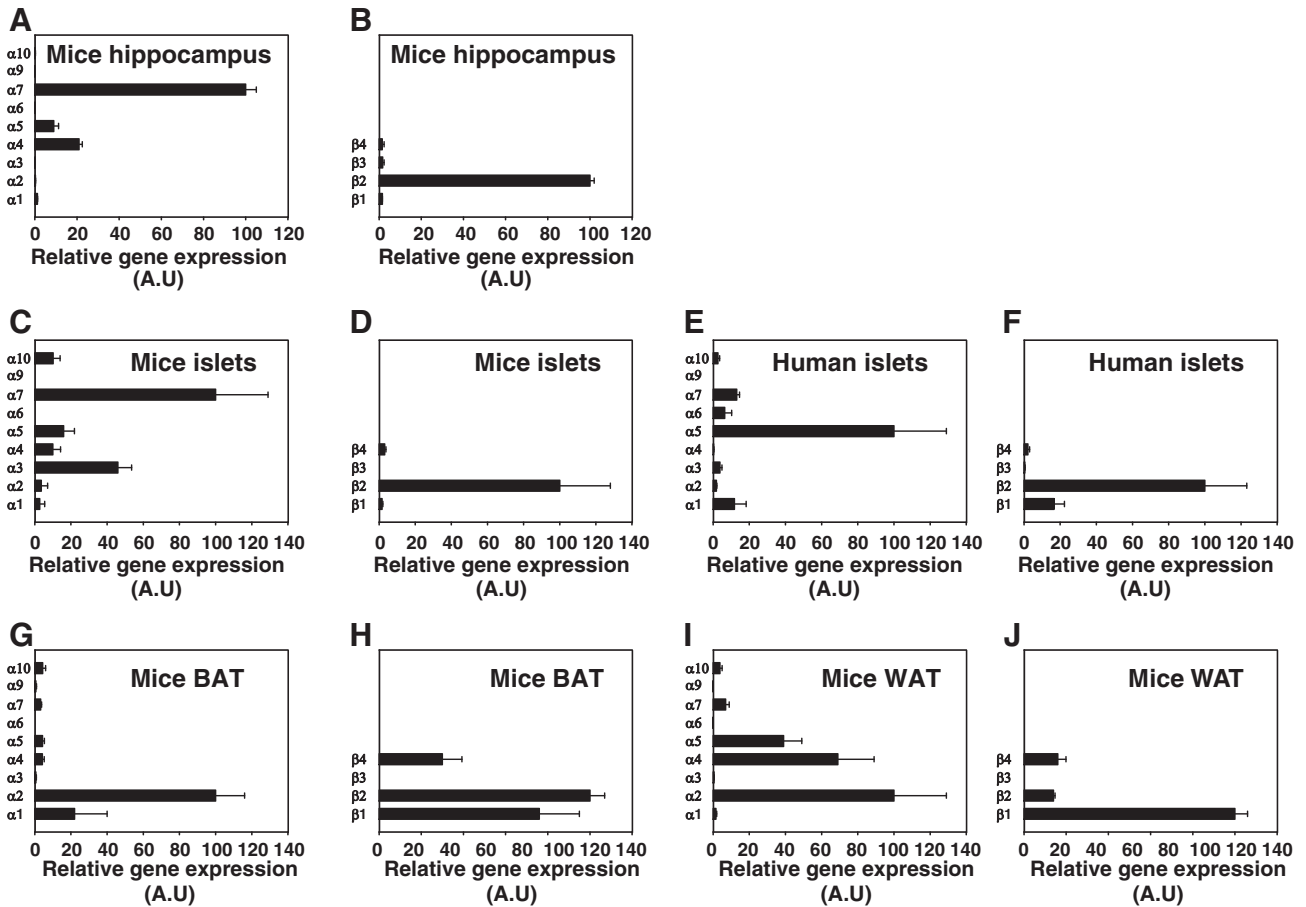 A
Mice hippocampus
α10
α9
α7
α6
α5
α4
α3
α2
α1
0 20 40 60 80 100 120
Relative gene expression
(A.U)
B
Mice hippocampus
β4
β3
β2
β1
0 20 40 60 80 100 120
Relative gene expression
(A.U)
C
Mice islets
α10
α9
α7
α6
α5
α4
α3
α2
α1
0 20 40 60 80 100 120 140
Relative gene expression
(A.U)
D
Mice islets
β4
β3
β2
β1
0 20 40 60 80 100 120 140
Relative gene expression
(A.U)
E
Human islets
α10
α9
α7
α6
α5
α4
α3
α2
α1
0 20 40 60 80 100 120 140
Relative gene expression
(A.U)
F
Human islets
β4
β3
β2
β1
0 20 40 60 80 100 120 140
Relative gene expression
(A.U)
G
Mice BAT
α10
α9
α7
α6
α5
α4
α3
α2
α1
0 20 40 60 80 100 120 140
Relative gene expression
(A.U)
H
Mice BAT
β4
β3
β2
β1
0 20 40 60 80 100 120 140
Relative gene expression
(A.U)
I
Mice WAT
α10
α9
α7
α6
α5
α4
α3
α2
α1
0 20 40 60 80 100 120 140
Relative gene expression
(A.U)
J
Mice WAT
β4
β3
β2
β1
0 20 40 60 80 100 120 140
Relative gene expression
(A.U)